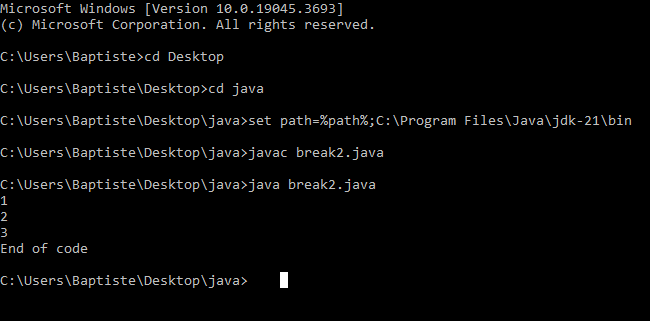 Microsoft Windows [Version 10.0.19045.3693]
(c) Microsoft Corporation. All rights reserved.
C:\Users\Baptiste>cd Desktop
C:\Users\Baptiste\Desktop>cd java
C:\Users\Baptiste\Desktop\java>set path=%path%;C:\Program Files\Java\jdk-21\bin
C:\Users\Baptiste\Desktop\java>javac break2.java
C:\Users\Baptiste\Desktop\java>java break2.java
1
2
3
End of code
C:\Users\Baptiste\Desktop\java>